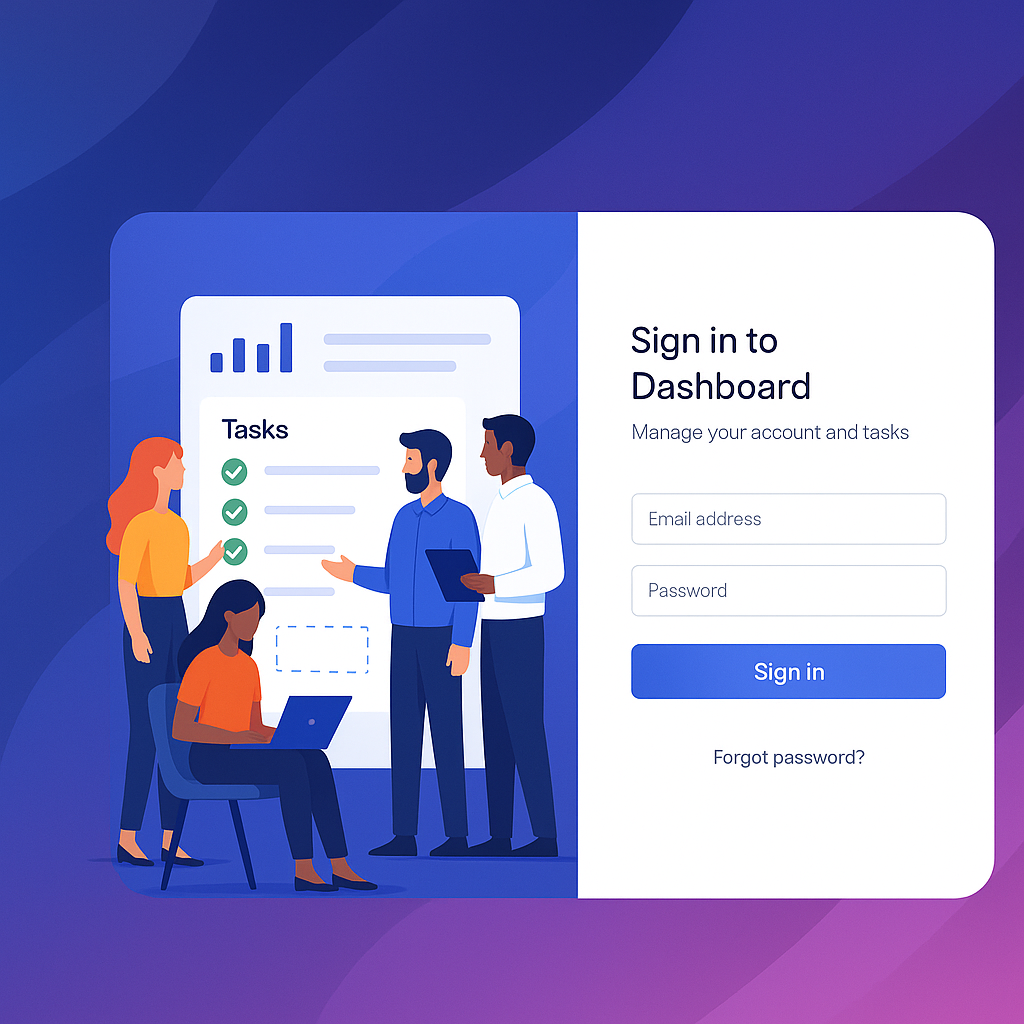 Tasks
Sign in to
Dashboard
Manage your account and tasks
Email address
Password
Sign in
Forgot password?